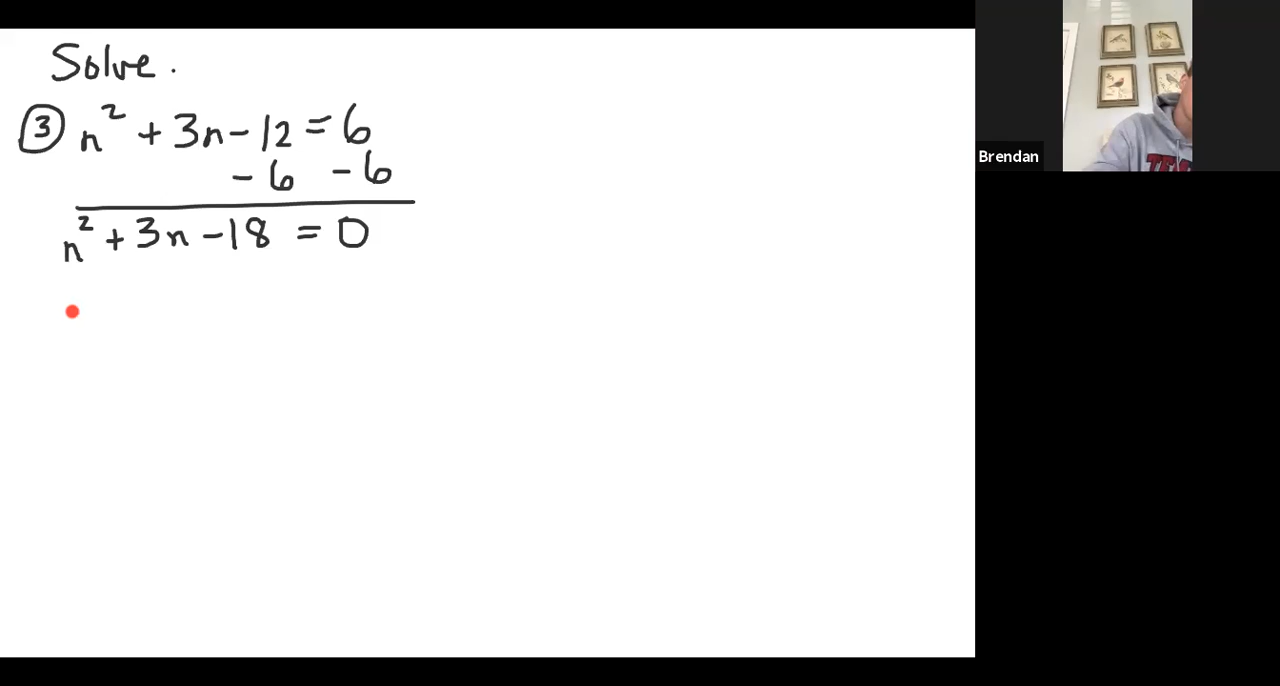 Solve.
③ n² + 3n - 12 = 6
- 6 - 6
n² + 3n - 18 = 0
Brendan